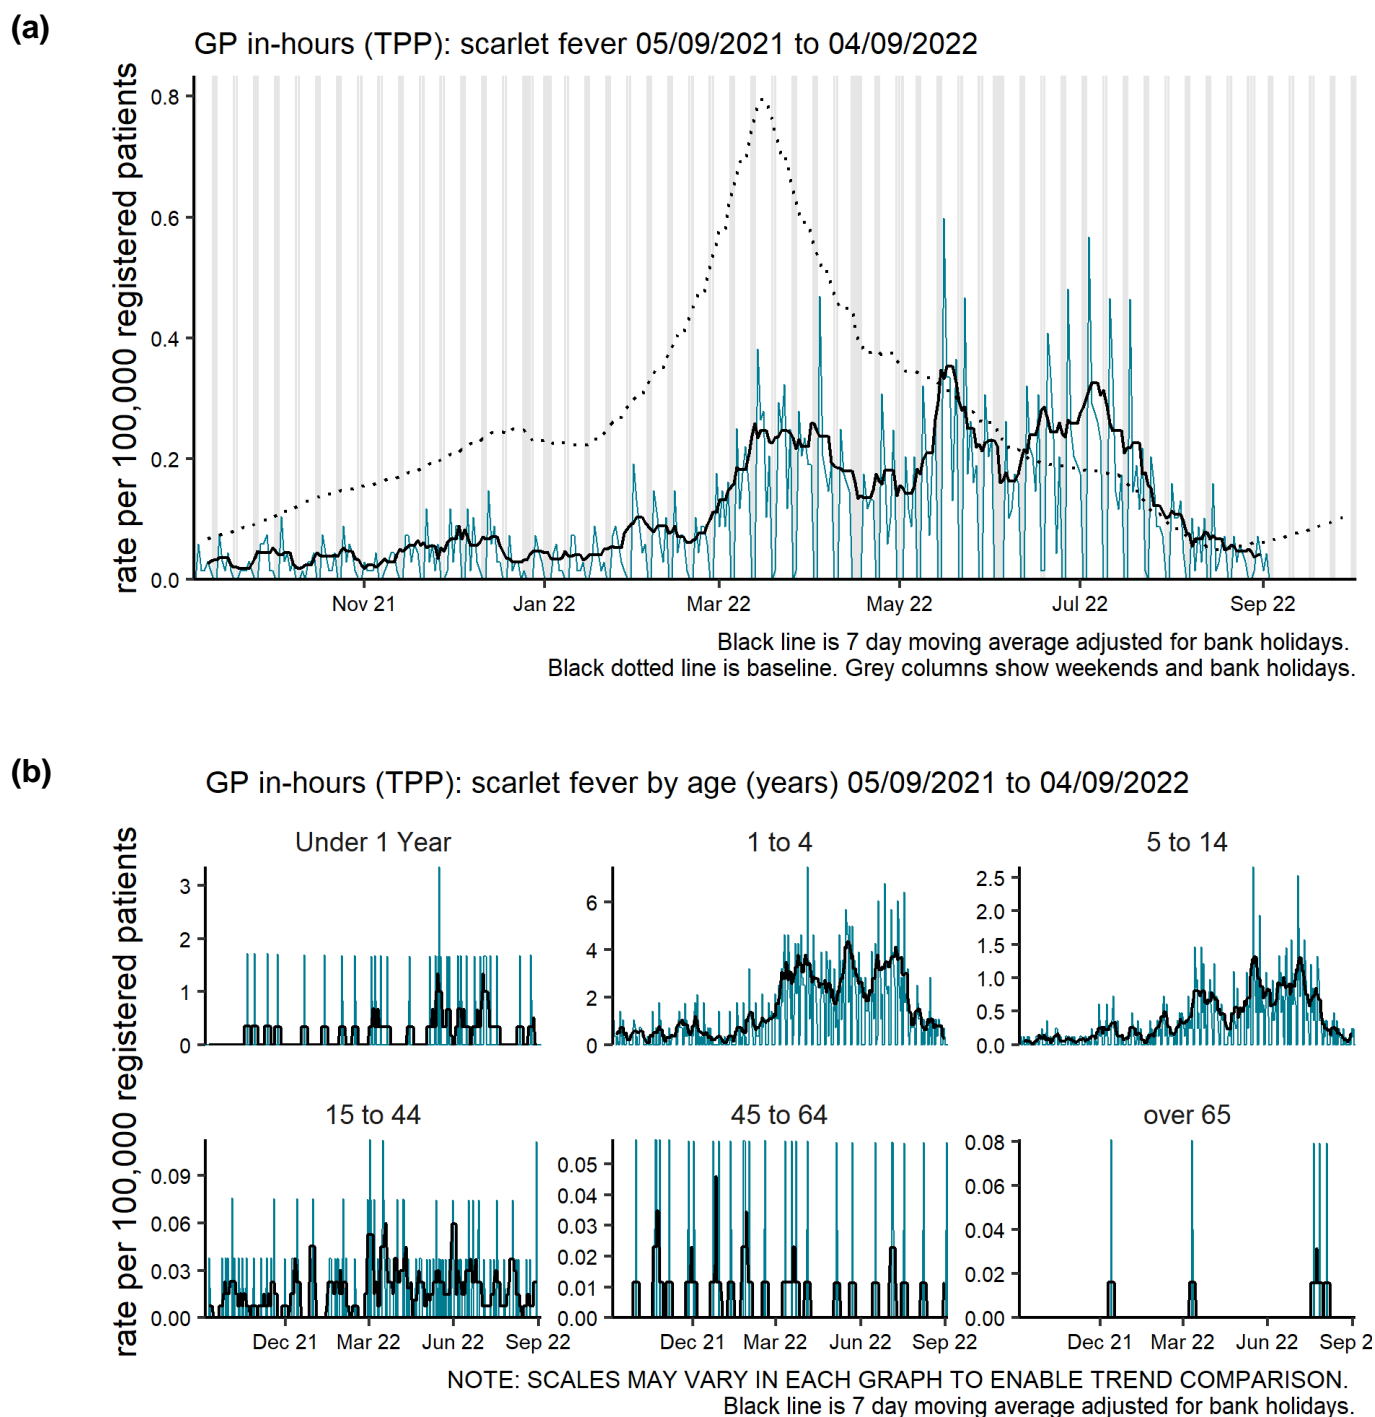 (a)
GP in-hours (TPP): scarlet fever 05/09/2021 to 04/09/2022
rate per 100,000 registered patients
0.8
0.6
0.4
0.2
0.0
Nov 21 Jan 22 Mar 22 May 22 Jul 22 Sep 22
Black line is 7 day moving average adjusted for bank holidays.
Black dotted line is baseline. Grey columns show weekends and bank holidays.
(b)
GP in-hours (TPP): scarlet fever by age (years) 05/09/2021 to 04/09/2022
rate per 100,000 registered patients
Under 1 Year
3
2
1
0
1 to 4
6
4
2
0
5 to 14
2.5
2.0
1.5
1.0
0.5
0.0
15 to 44
0.09
0.06
0.03
0.00
Dec 21 Mar 22 Jun 22 Sep 22
45 to 64
0.05
0.04
0.03
0.02
0.01
0.00
Dec 21 Mar 22 Jun 22 Sep 22
over 65
0.08
0.06
0.04
0.02
0.00
Dec 21 Mar 22 Jun 22 Sep 2
NOTE: SCALES MAY VARY IN EACH GRAPH TO ENABLE TREND COMPARISON.
Black line is 7 day moving average adjusted for bank holidays.